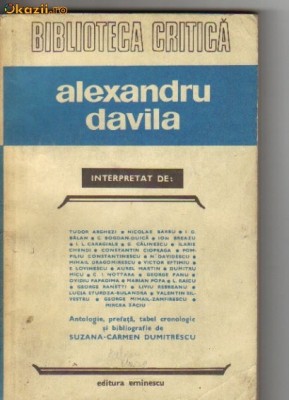 Okazii.ro
BIBLIOTECA CRITICĂ
alexandru
davila
INTERPRETAT DE:
TUDOR ARGHEZI • NICOLAE BARBU • I. D.
BĂLAN • C. BOGDAN-DUICĂ • ION BREAZU
• I. L. CARAGIALE • G. CĂLINESCU • ILARIE
CHENDI • CONSTANTIN CIOPRAGA • POM-
PILIU CONSTANTINESCU • N. DAVIDESCU •
MIHAIL DRAGOMIRESCU • VICTOR EFTIMIU •
E. LOVINESCU • AUREL MARTIN • DUMITRU
MICU • C. I. NOTTARA • GEORGE PANU •
OVIDIU PAPADIMA • MARIAN POPA • L. RAICU
• GEORGE RANETTI • LIVIU REBREANU •
LUCIA STURDZA-BULANDRA • VALENTIN SIL-
VESTRU • GEORGE MIHAIL-ZAMFIRESCU •
MIRCEA ZACIU
Antologie, prefață, tabel cronologic
și bibliografie de
SUZANA-CARMEN DUMITRESCU
editura eminescu